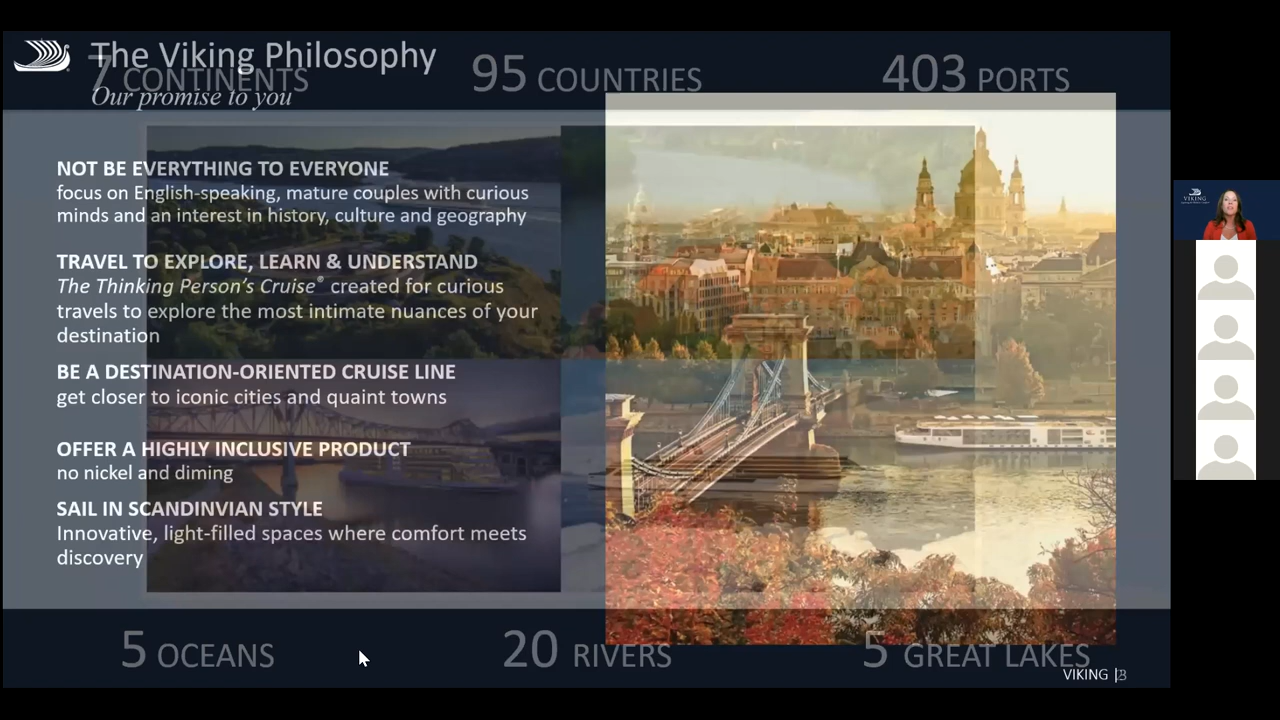 The Viking Philosophy
7 CONTINENTS
95 COUNTRIES
403 PORTS
Our promise to you
NOT BE EVERYTHING TO EVERYONE
focus on English-speaking, mature couples with curious
minds and an interest in history, culture and geography
TRAVEL TO EXPLORE, LEARN & UNDERSTAND
The Thinking Person's Cruise® created for curious
travels to explore the most intimate nuances of your
destination
BE A DESTINATION-ORIENTED CRUISE LINE
get closer to iconic cities and quaint towns
OFFER A HIGHLY INCLUSIVE PRODUCT
no nickel and diming
SAIL IN SCANDINVIAN STYLE
Innovative, light-filled spaces where comfort meets
discovery
5 OCEANS
20 RIVERS
5 GREAT LAKES
VIKING |
VIKING